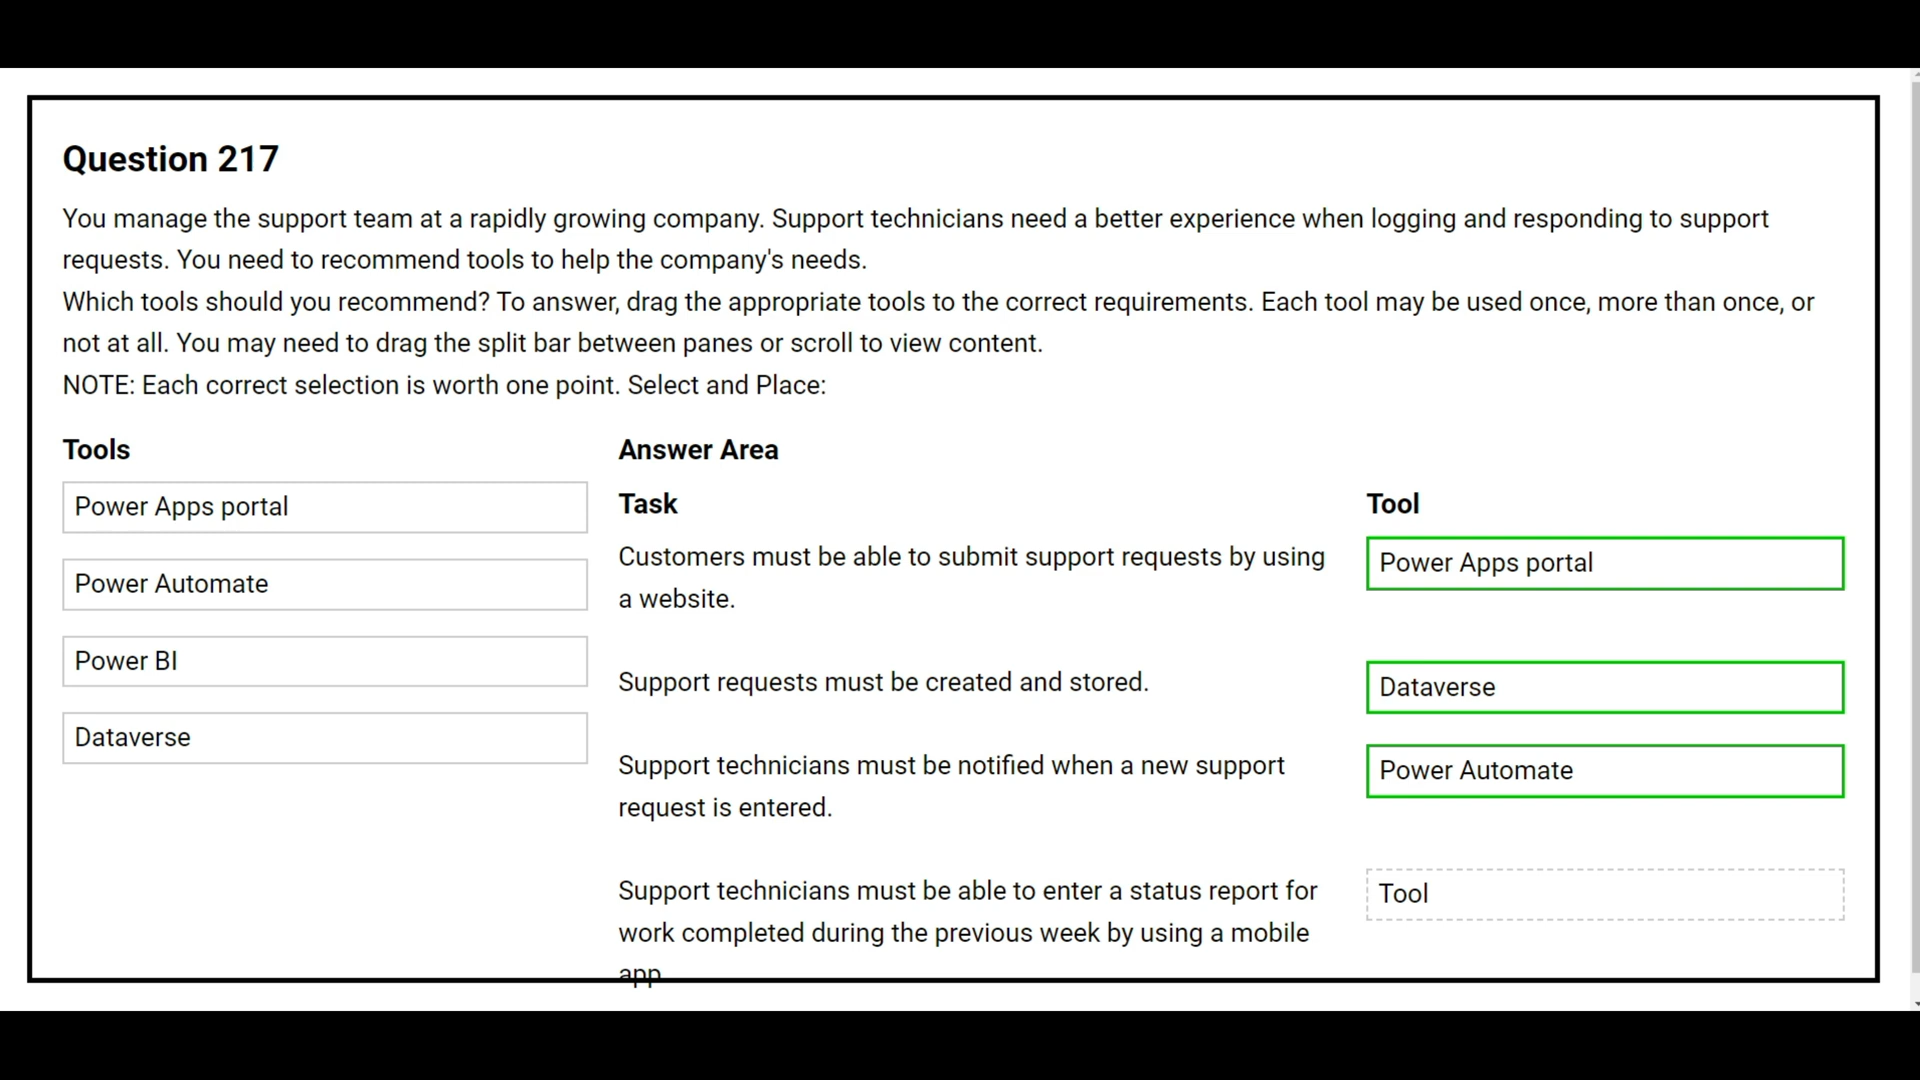 Question 217
You manage the support team at a rapidly growing company. Support technicians need a better experience when logging and responding to support
requests. You need to recommend tools to help the company's needs.
Which tools should you recommend? To answer, drag the appropriate tools to the correct requirements. Each tool may be used once, more than once, or
not at all. You may need to drag the split bar between panes or scroll to view content.
NOTE: Each correct selection is worth one point. Select and Place:
Tools
Power Apps portal
Power Automate
Power BI
Dataverse
Answer Area
Task
Tool
Customers must be able to submit support requests by using
a website.
Power Apps portal
Support requests must be created and stored.
Dataverse
Support technicians must be notified when a new support
request is entered.
Power Automate
Support technicians must be able to enter a status report for
work completed during the previous week by using a mobile
app
Tool